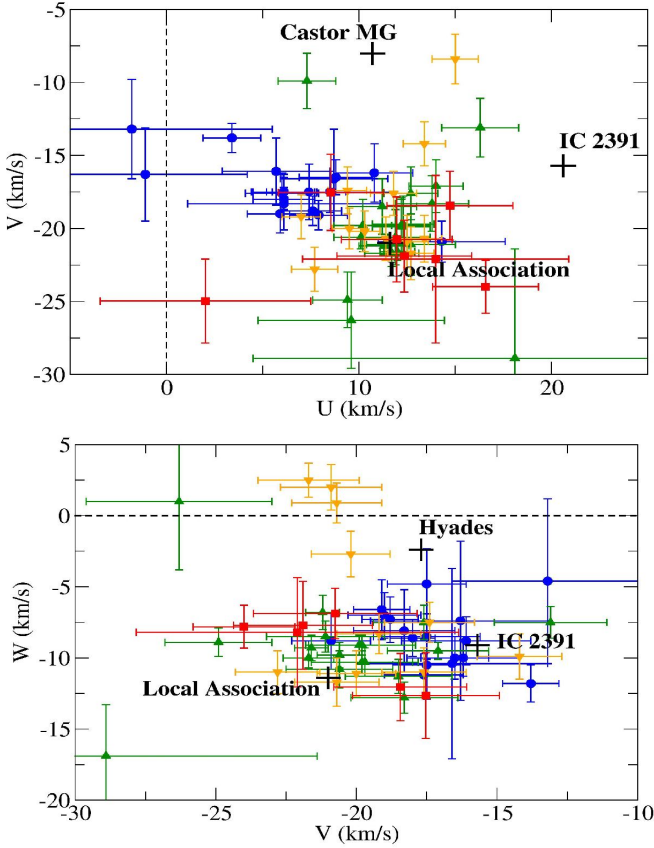 -5
Castor MG
-10
IC 2391
-15
V (km/s)
-20
Local Association
-25
-30
0
10
20
U (km/s)
5
0
Hyades
-5
W (km/s)
IC 2391
-10
Local Association
-15
-20
-30
-25
-20
-15
-10
V (km/s)